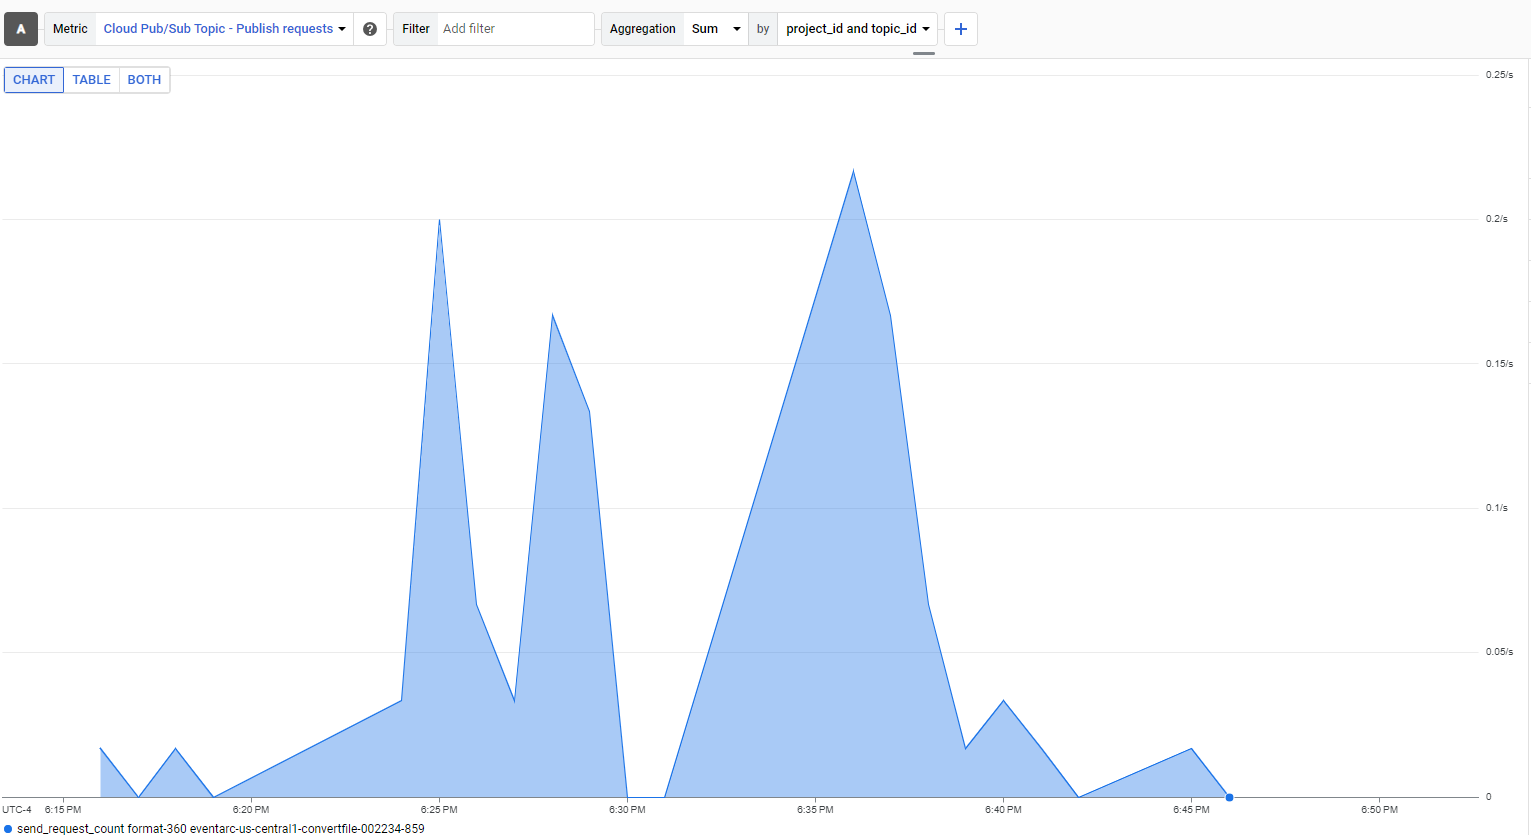 A Metric Cloud Pub/Sub Topic - Publish requests ? Filter Add filter Aggregation Sum by project_id and topic_id +
CHART TABLE BOTH
0.25/s
0.2/s
0.15/s
0.1/s
0.05/s
0
UTC-4 6:15 PM 6:20 PM 6:25 PM 6:30 PM 6:35 PM 6:40 PM 6:45 PM 6:50 PM
send_request_count format-360 eventarc-us-central1-convertfile-002234-859